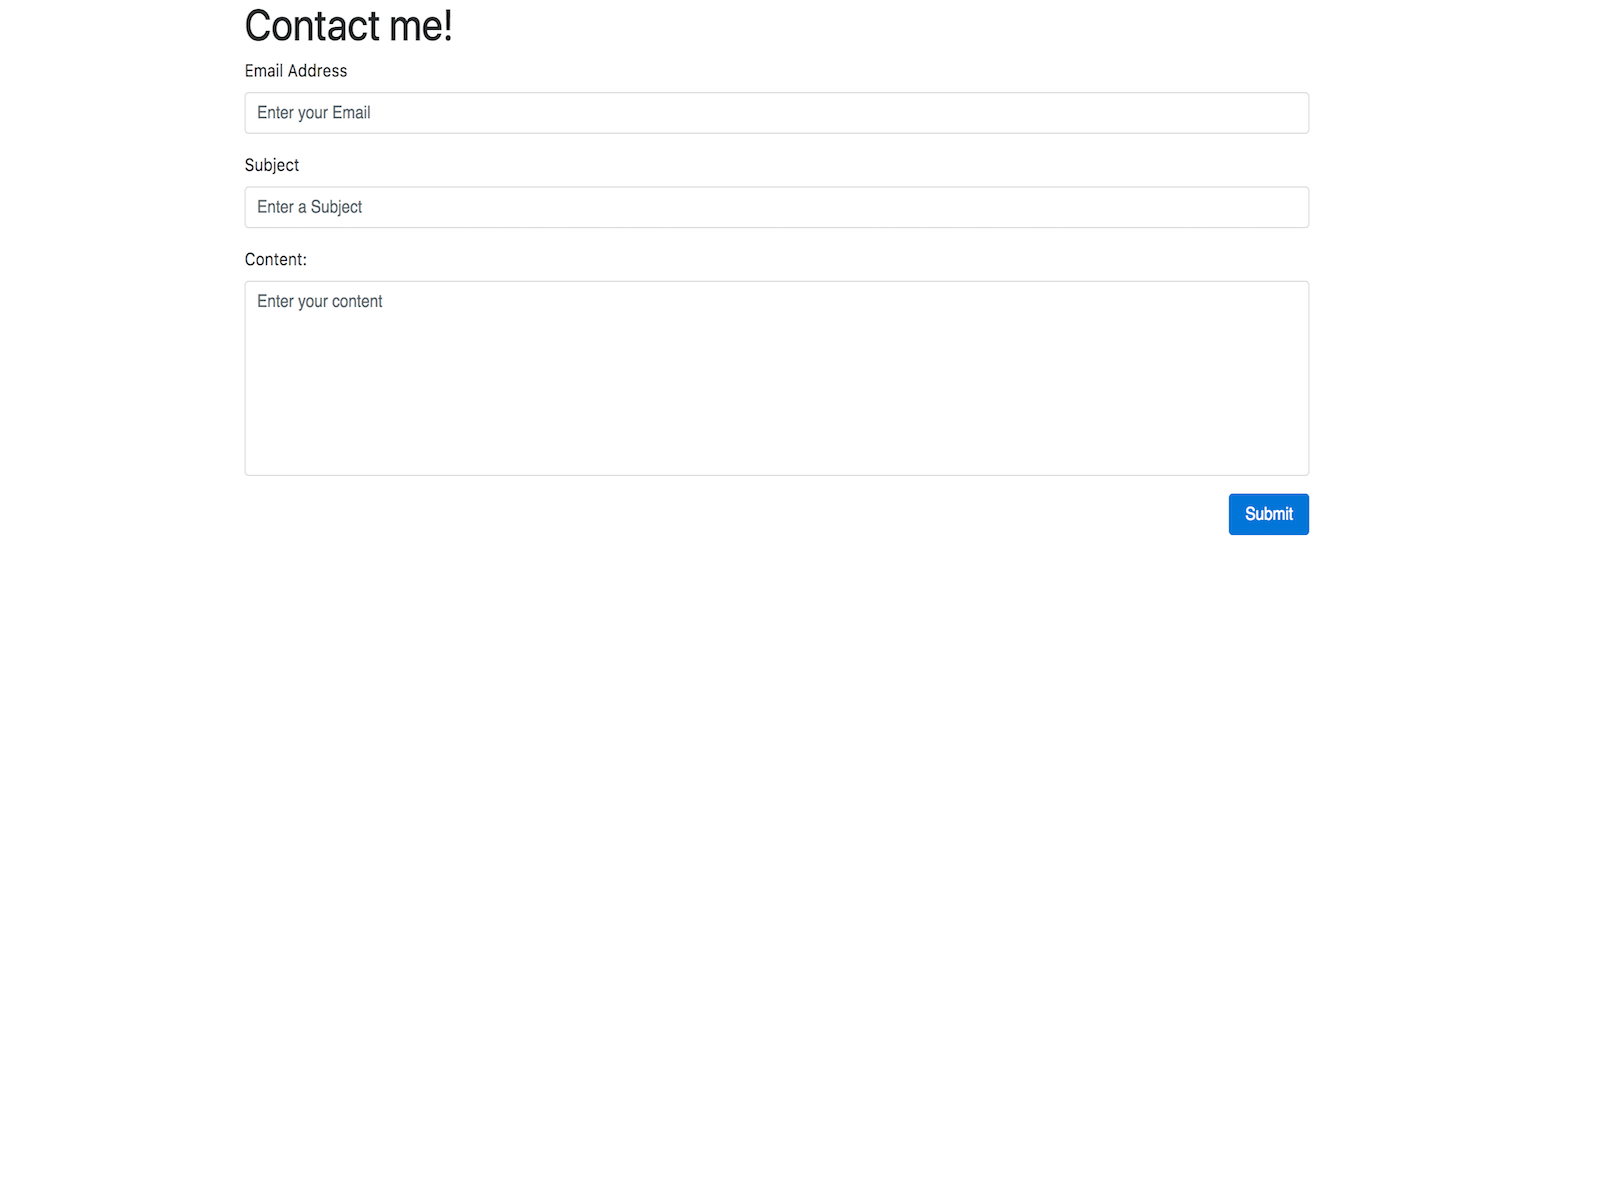 Contact me!
Email Address
Enter your Email
Subject
Enter a Subject
Content:
Enter your content
Submit